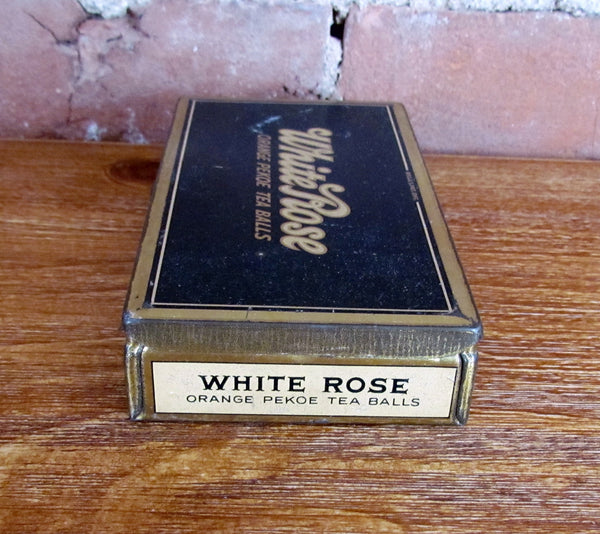 White Rose
ORANGE PEKOE TEA BALLS
WHITE ROSE
ORANGE PEKOE TEA BALLS